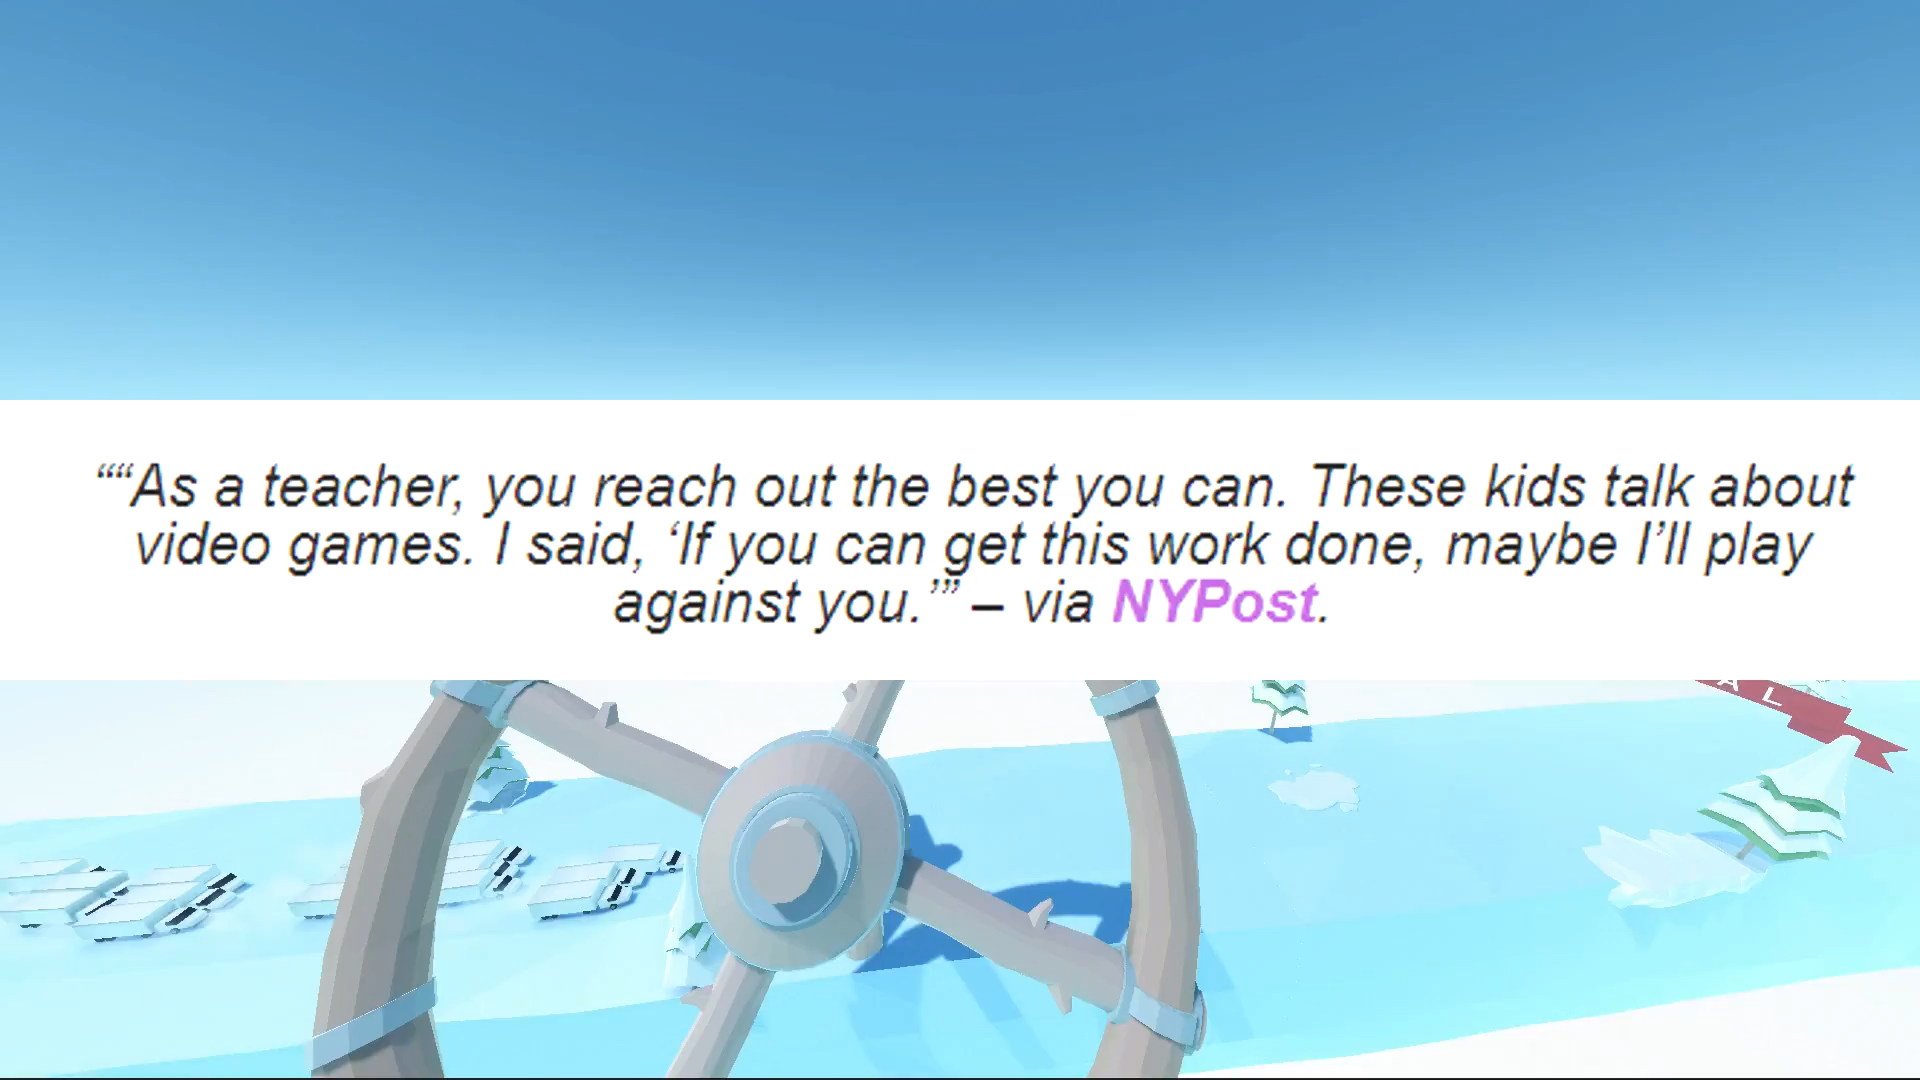 ““As a teacher, you reach out the best you can. These kids talk about
video games. I said, ‘If you can get this work done, maybe I’ll play
against you.’” – via NYPost.
A L